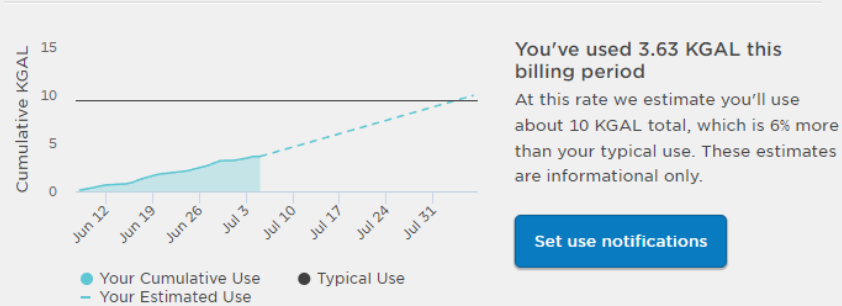 Cumulative KGAL
15
10
5
0
Jun 12
Jun 19
Jun 26
Jul 3
Jul 10
Jul 17
Jul 24
Jul 31
Your Cumulative Use
Typical Use
Your Estimated Use
You've used 3.63 KGAL this
billing period
At this rate we estimate you'll use
about 10 KGAL total, which is 6% more
than your typical use. These estimates
are informational only.
Set use notifications